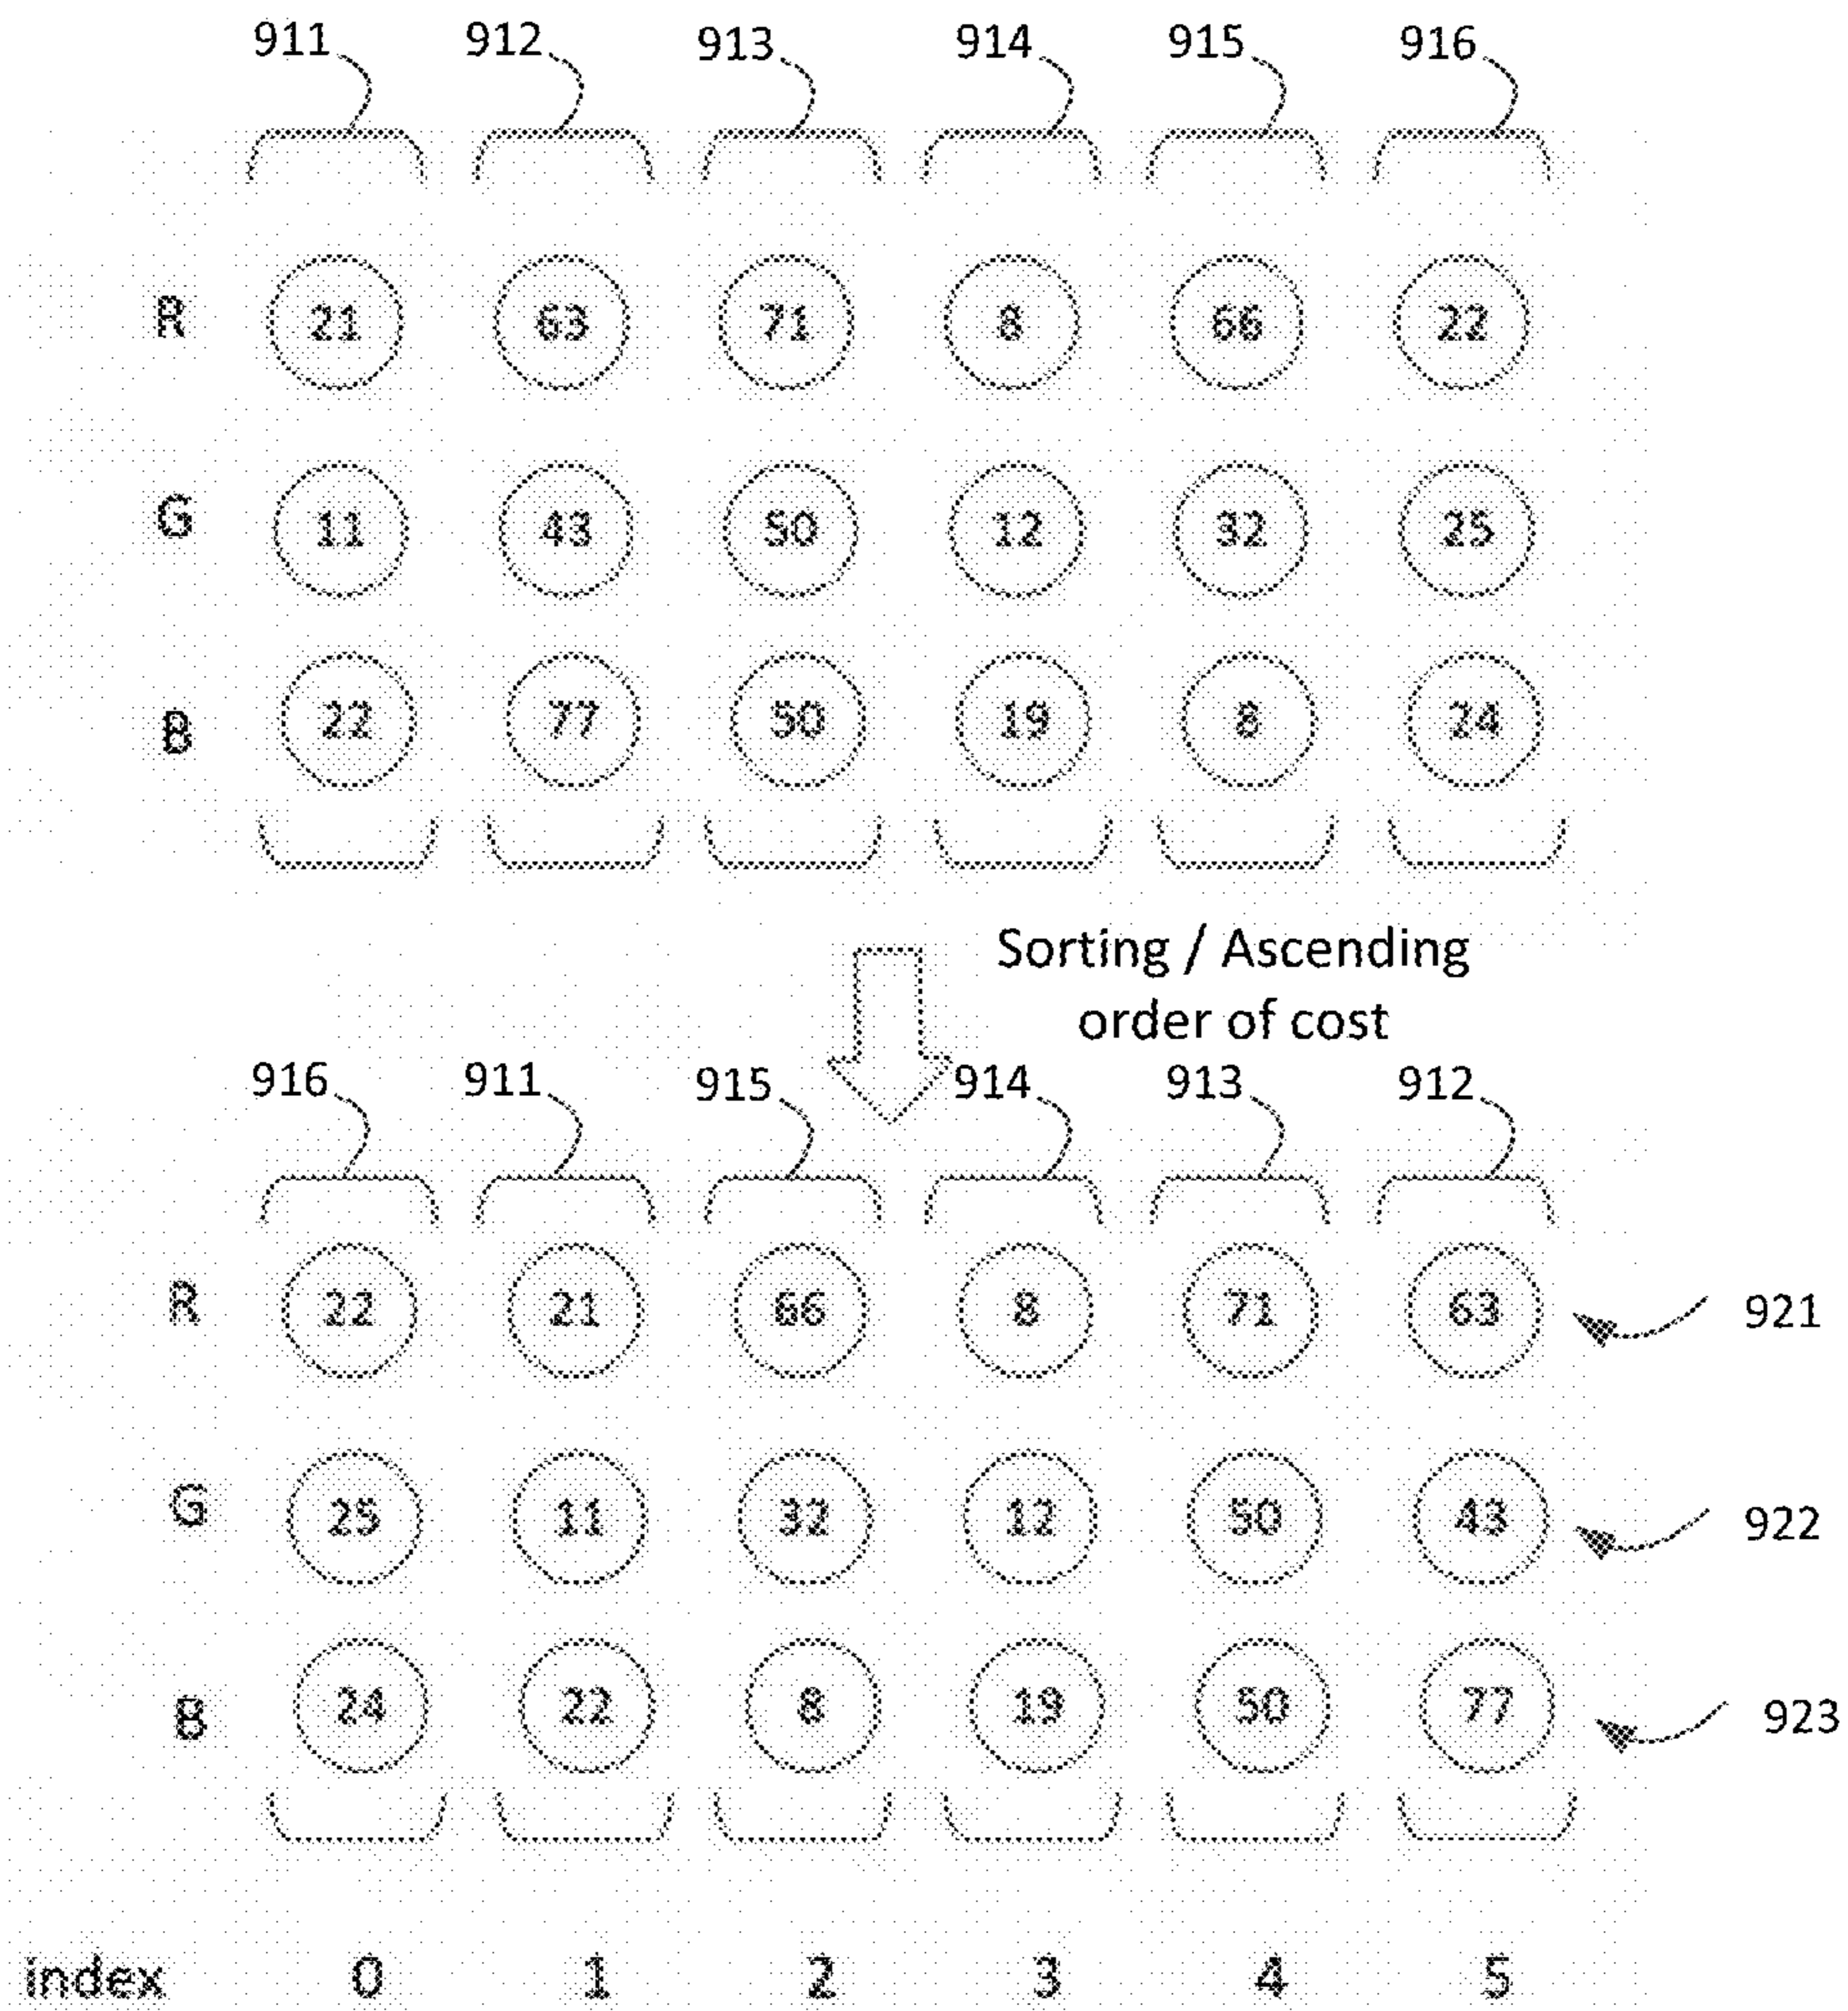 911 912 913 914 915 916
R 21 63 71 8 66 22
G 11 43 50 12 32 25
B 22 77 50 19 8 24
Sorting / Ascending
order of cost
916 911 915 914 913 912
R 22 21 66 8 71 63 921
G 25 11 32 12 50 43 922
B 24 22 8 19 50 77 923
index 0 1 2 3 4 5